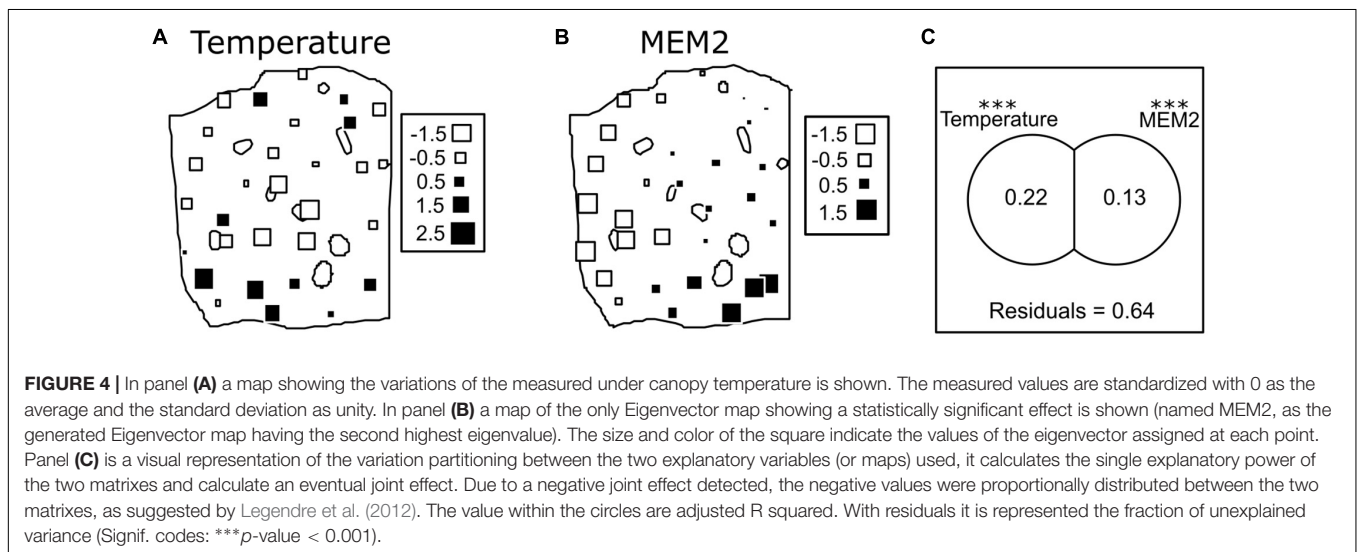 A
Temperature
-1.5
-0.5
0.5
1.5
2.5
B
MEM2
-1.5
-0.5
0.5
1.5
C
*** ***
Temperature MEM2
0.22 0.13
Residuals = 0.64
FIGURE 4 | In panel (A) a map showing the variations of the measured under canopy temperature is shown. The measured values are standardized with 0 as the
average and the standard deviation as unity. In panel (B) a map of the only Eigenvector map showing a statistically significant effect is shown (named MEM2, as the
generated Eigenvector map having the second highest eigenvalue). The size and color of the square indicate the values of the eigenvector assigned at each point.
Panel (C) is a visual representation of the variation partitioning between the two explanatory variables (or maps) used, it calculates the single explanatory power of
the two matrixes and calculate an eventual joint effect. Due to a negative joint effect detected, the negative values were proportionally distributed between the two
matrixes, as suggested by Legendre et al. (2012). The value within the circles are adjusted R squared. With residuals it is represented the fraction of unexplained
variance (Signif. codes: ***p-value < 0.001).